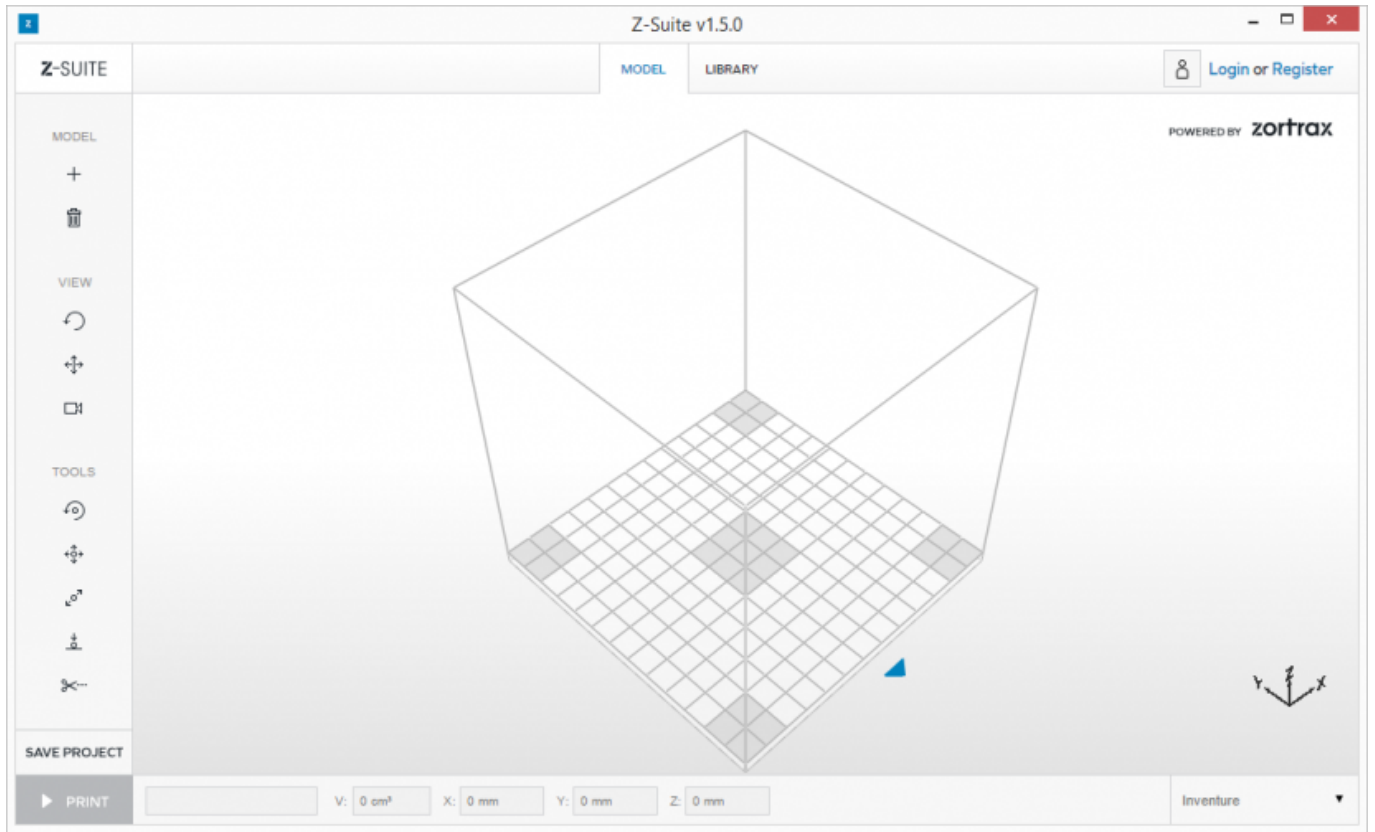 Z-Suite v1.5.0
Z-SUITE
MODEL
LIBRARY
Login or Register
POWERED BY zortrax
MODEL
VIEW
TOOLS
Z
Y
X
SAVE PROJECT
PRINT
V: 0 cm³
X: 0 mm
Y: 0 mm
Z: 0 mm
Inventure